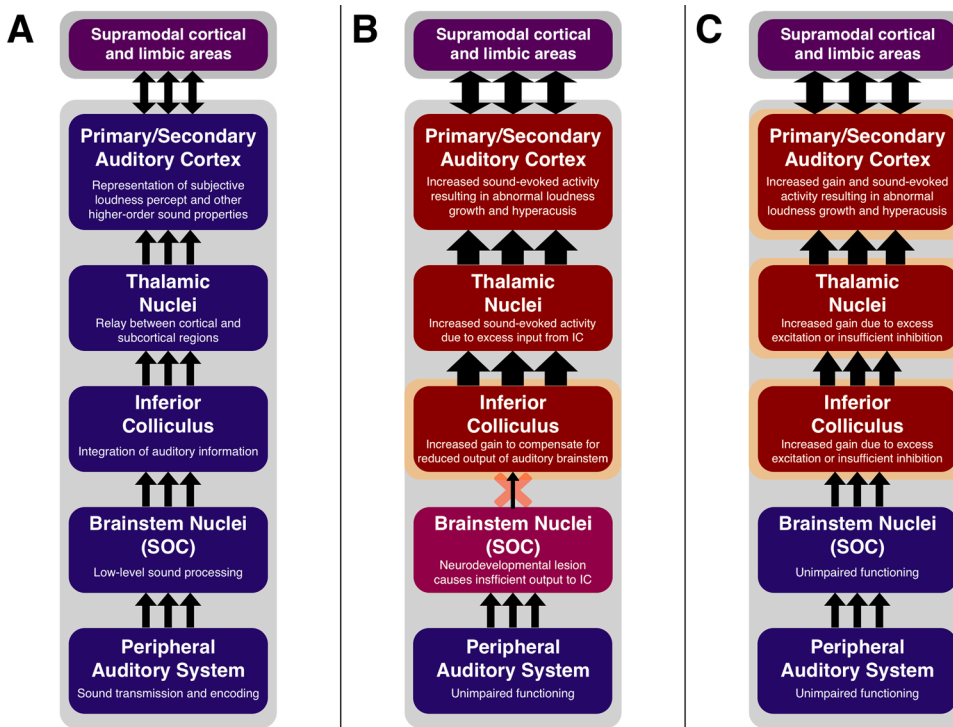 A
Supramodal cortical
and limbic areas
Primary/Secondary
Auditory Cortex
Representation of subjective
loudness percept and other
higher-order sound properties
Thalamic
Nuclei
Relay between cortical and
subcortical regions
Inferior
Colliculus
Integration of auditory information
Brainstem Nuclei
(SOC)
Low-level sound processing
Peripheral
Auditory System
Sound transmission and encoding
B
Supramodal cortical
and limbic areas
Primary/Secondary
Auditory Cortex
Increased sound-evoked activity
resulting in abnormal loudness
growth and hyperacusis
Thalamic
Nuclei
Increased sound-evoked activity
due to excess input from IC
Inferior
Colliculus
Increased gain to compensate for
reduced output of auditory brainstem
Brainstem Nuclei
(SOC)
Neurodevelopmental lesion
causes insfficient output to IC
Peripheral
Auditory System
Unimpaired functioning
C
Supramodal cortical
and limbic areas
Primary/Secondary
Auditory Cortex
Increased gain and sound-evoked
activity resulting in abnormal
loudness growth and hyperacusis
Thalamic
Nuclei
Increased gain due to excess
excitation or insufficient inhibition
Inferior
Colliculus
Increased gain due to excess
excitation or insufficient inhibition
Brainstem Nuclei
(SOC)
Unimpaired functioning
Peripheral
Auditory System
Unimpaired functioning